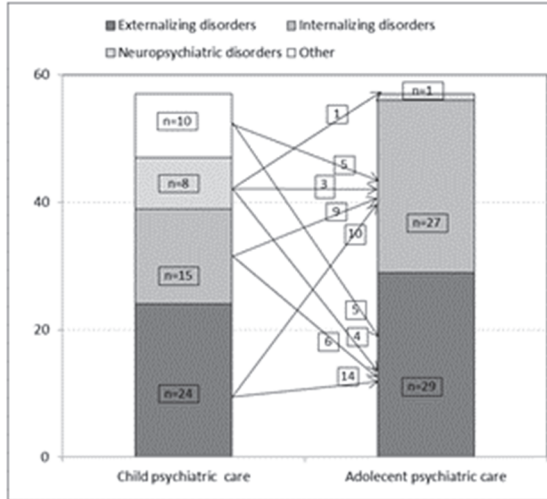 Externalizing disorders Internalizing disorders
Neuropsychiatric disorders Other
60
n=1
n=10
1
5
n=8
3
40
9
n=27
10
n=15
5
4
6
20
14
n=24
n=29
0
Child psychiatric care Adolecent psychiatric care